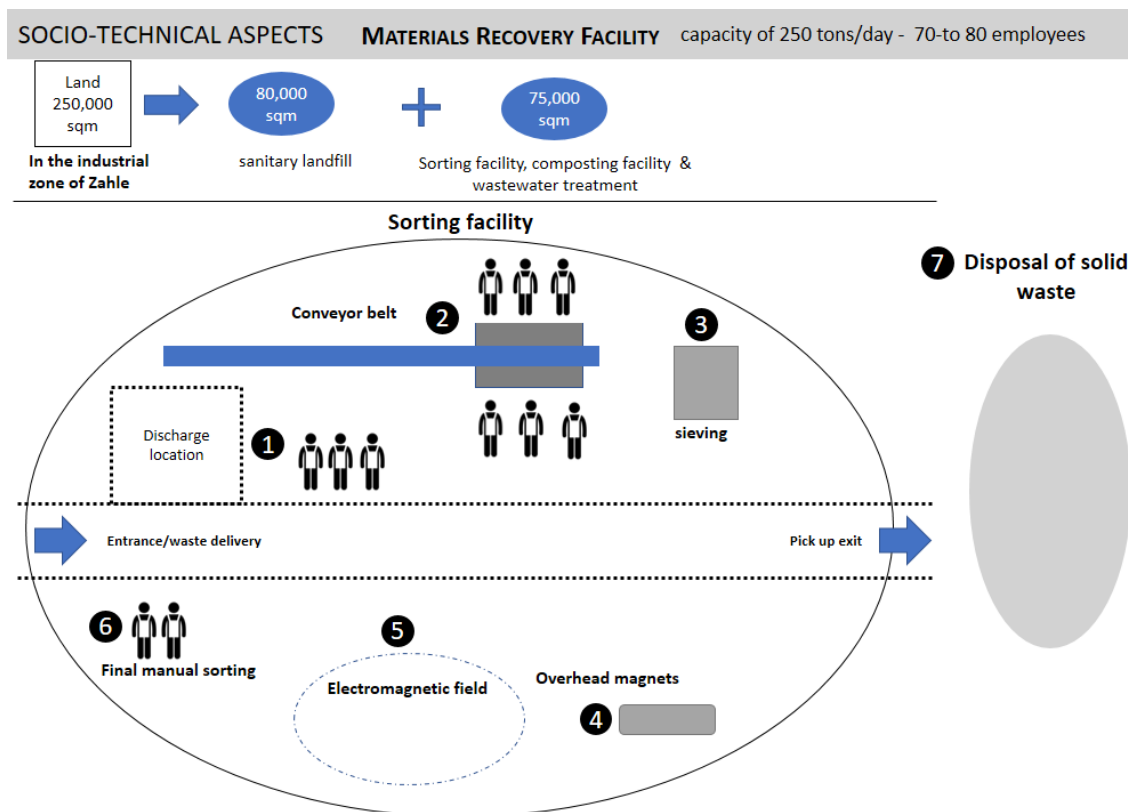 SOCIO-TECHNICAL ASPECTS MATERIALS RECOVERY FACILITY capacity of 250 tons/day - 70-to 80 employees
Land
250,000
sqm
80,000
sqm
75,000
sqm
In the industrial
zone of Zahle
sanitary landfill
Sorting facility, composting facility &
wastewater treatment
Sorting facility
7 Disposal of solid
waste
Conveyor belt
2
3
sieving
Discharge
location
1
Entrance/waste delivery
Pick up exit
6
Final manual sorting
5
Electromagnetic field
Overhead magnets
4